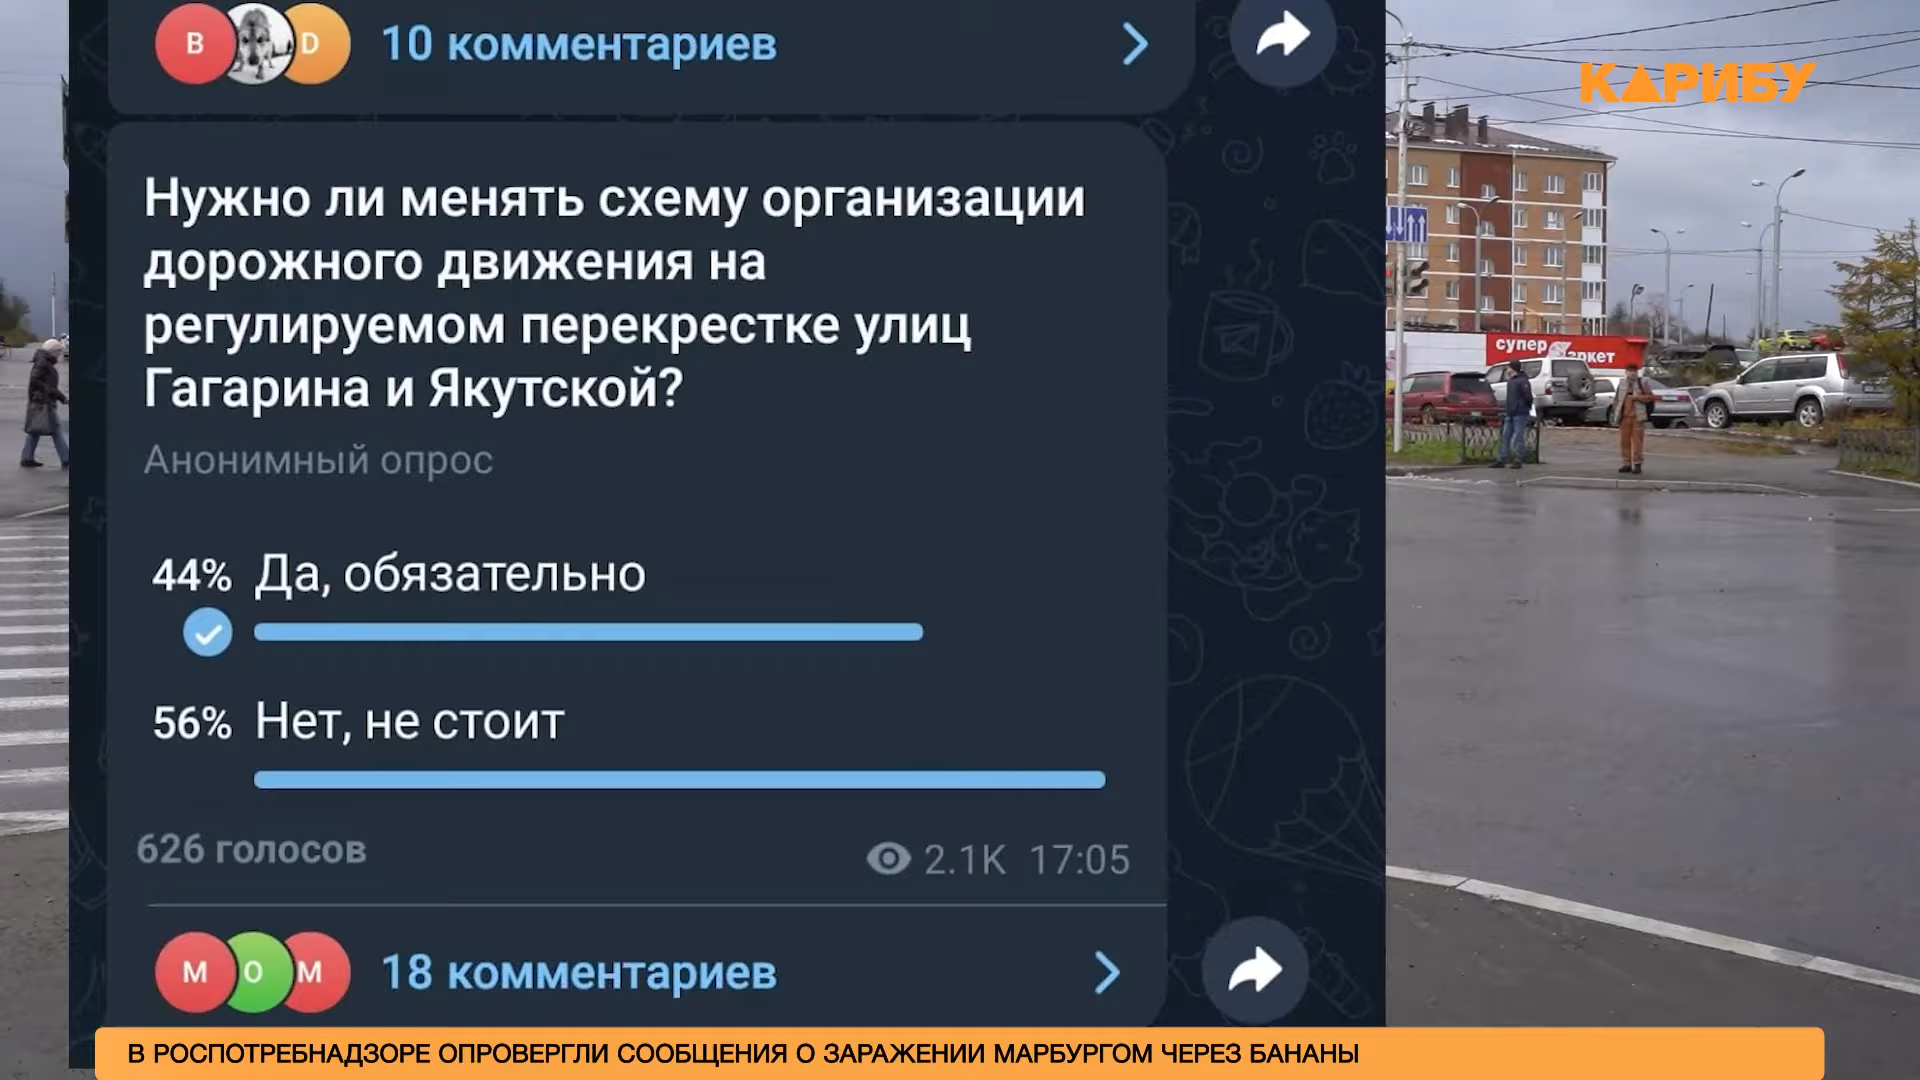 B
D
10 комментариев
КАРИБУ
Нужно ли менять схему организации
дорожного движения на
регулируемом перекрестке улиц
Гагарина и Якутской?
Анонимный опрос
супер
44% Да, обязательно
56% Нет, не стоит
626 голосов
2.1K 17:05
M
O
M
18 комментариев
В РОСПОТРЕБНАДЗОРЕ ОПРОВЕРГЛИ СООБЩЕНИЯ О ЗАРАЖЕНИИ МАРБУРГОМ ЧЕРЕЗ БАНАНЫ